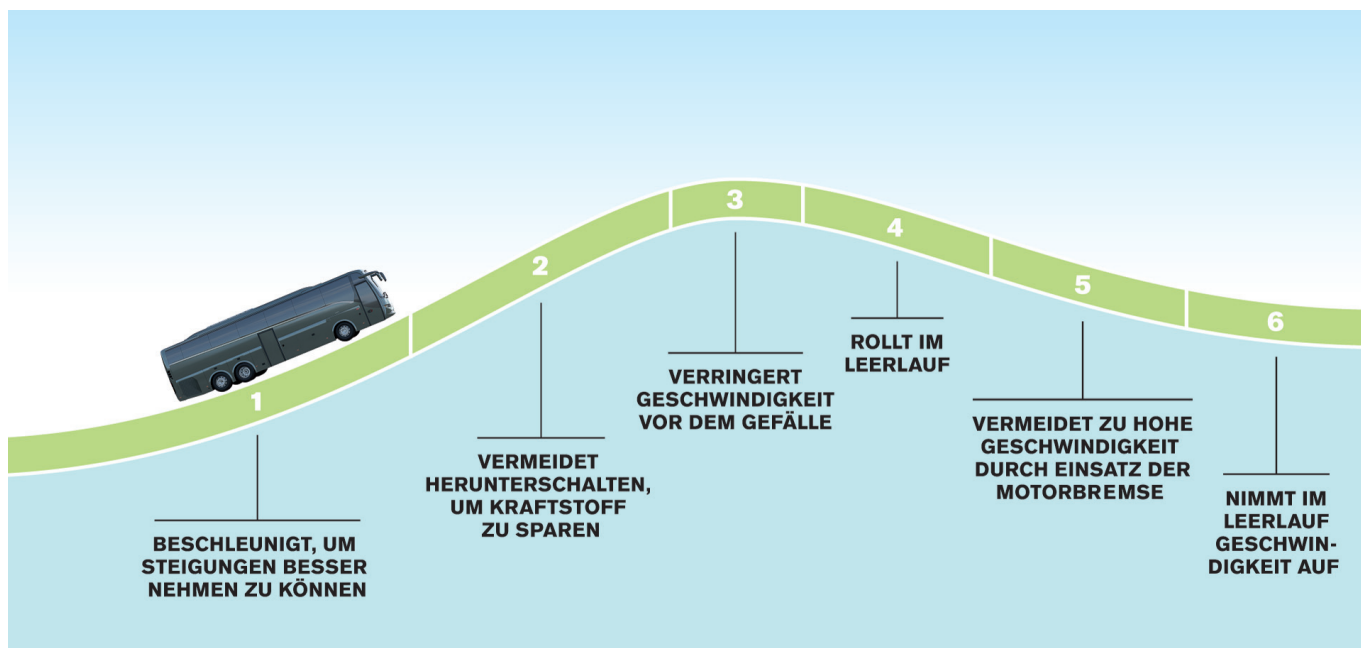 1
BESCHLEUNIGT, UM
STEIGUNGEN BESSER
NEHMEN ZU KÖNNEN
2
VERMEIDET
HERUNTERSCHALTEN,
UM KRAFTSTOFF
ZU SPAREN
3
VERRINGERT
GESCHWINDIGKEIT
VOR DEM GEFÄLLE
4
ROLLT IM
LEERLAUF
5
VERMEIDET ZU HOHE
GESCHWINDIGKEIT
DURCH EINSATZ DER
MOTORBREMSE
6
NIMMT IM
LEERLAUF
GESCHWIN-
DIGKEIT AUF